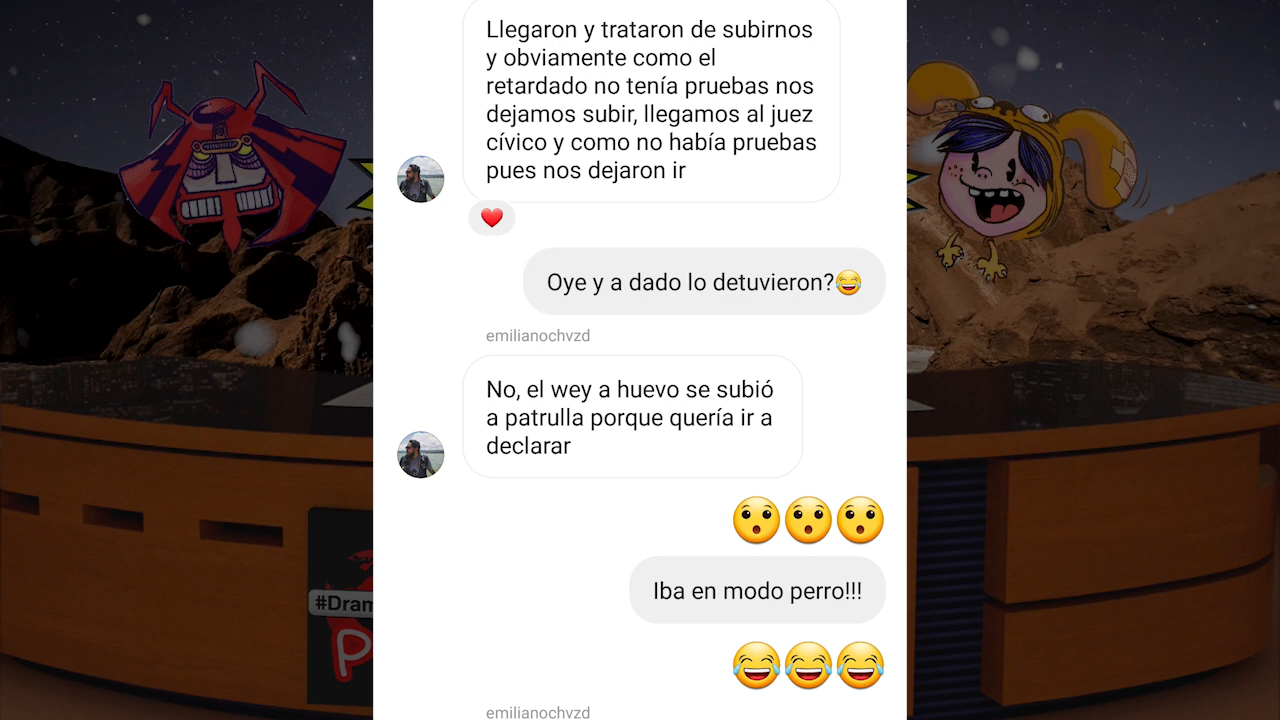 Llegaron y trataron de subirnos
y obviamente como el
retardado no tenía pruebas nos
dejamos subir, llegamos al juez
cívico y como no había pruebas
pues nos dejaron ir
❤️
Oye y a dado lo detuvieron?😂
emilianochvzd
No, el wey a huevo se subió
a patrulla porque quería ir a
declarar
😯😯😯
Iba en modo perro!!!
😂😂😂
emilianochvzd